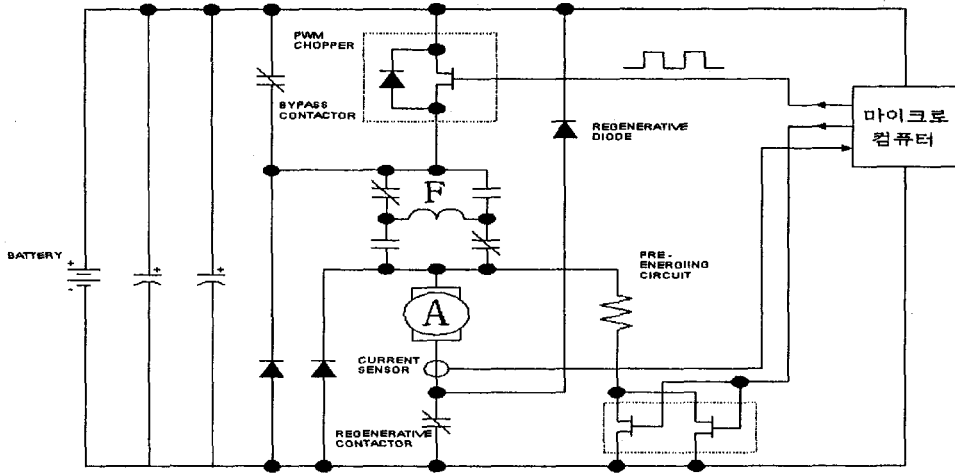 PWM
CHOPPER
BYPASS
CONTACTOR
REGENERATIVE
DIODE
마이크로
컴퓨터
F
BATTERY
+
-
+
+
PRE-
ENERGIING
CIRCUIT
A
CURRENT
SENSOR
REGENERATIVE
CONTACTOR